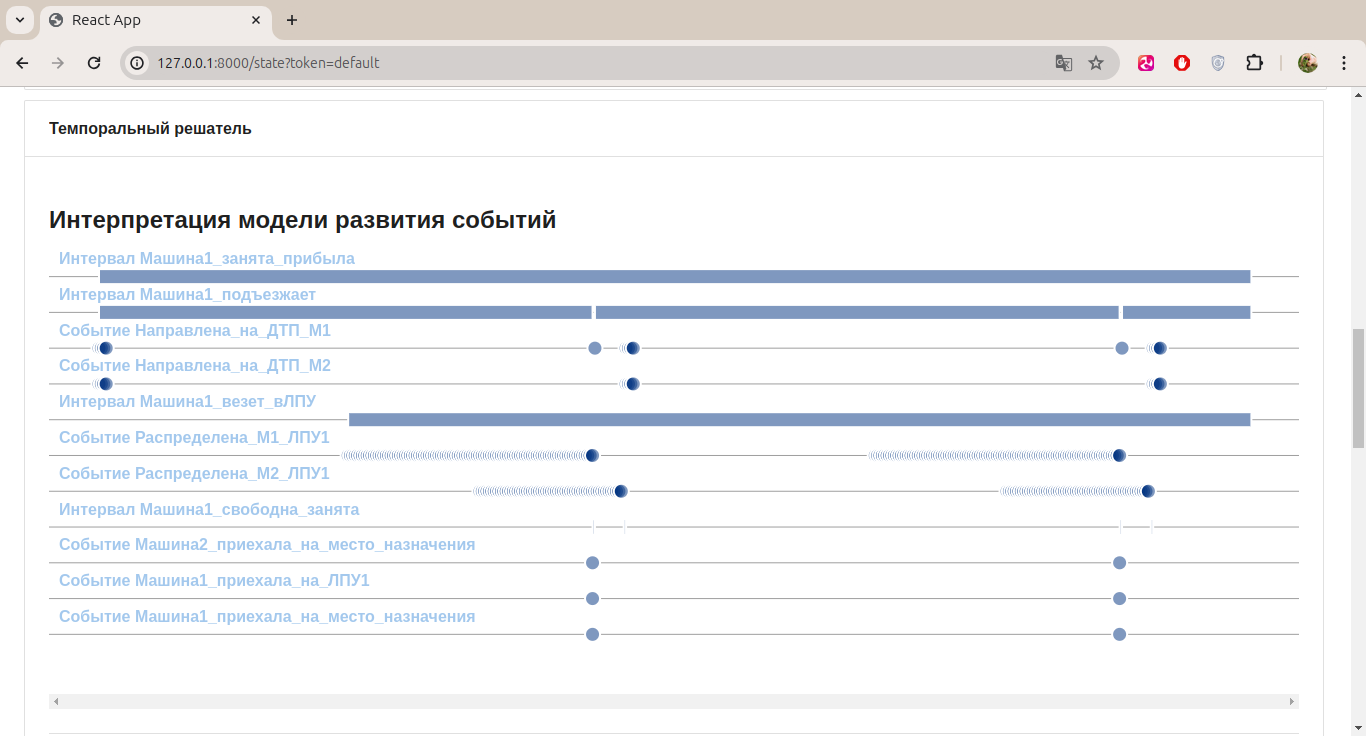 React App
127.0.0.1:8000/state?token=default
Темпоральный решатель
Интерпретация модели развития событий
Интервал Машина1_занята_прибыла
Интервал Машина1_подъезжает
Событие Направлена_на_ДТП_М1
Событие Направлена_на_ДТП_М2
Интервал Машина1_везет_вЛПУ
Событие Распределена_М1_ЛПУ1
Событие Распределена_М2_ЛПУ1
Интервал Машина1_свободна_занята
Событие Машина2_приехала_на_место_назначения
Событие Машина1_приехала_на_ЛПУ1
Событие Машина1_приехала_на_место_назначения